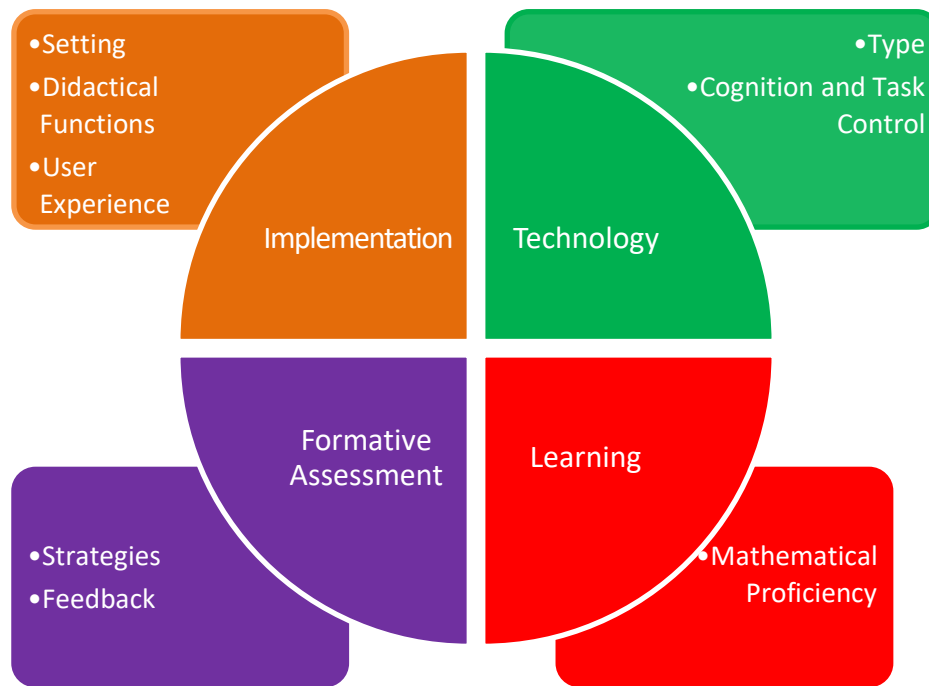 •Setting
•Didactical
Functions
•User
Experience
•Type
•Cognition and Task
Control
Implementation
Technology
Formative
Assessment
Learning
•Strategies
•Feedback
•Mathematical
Proficiency